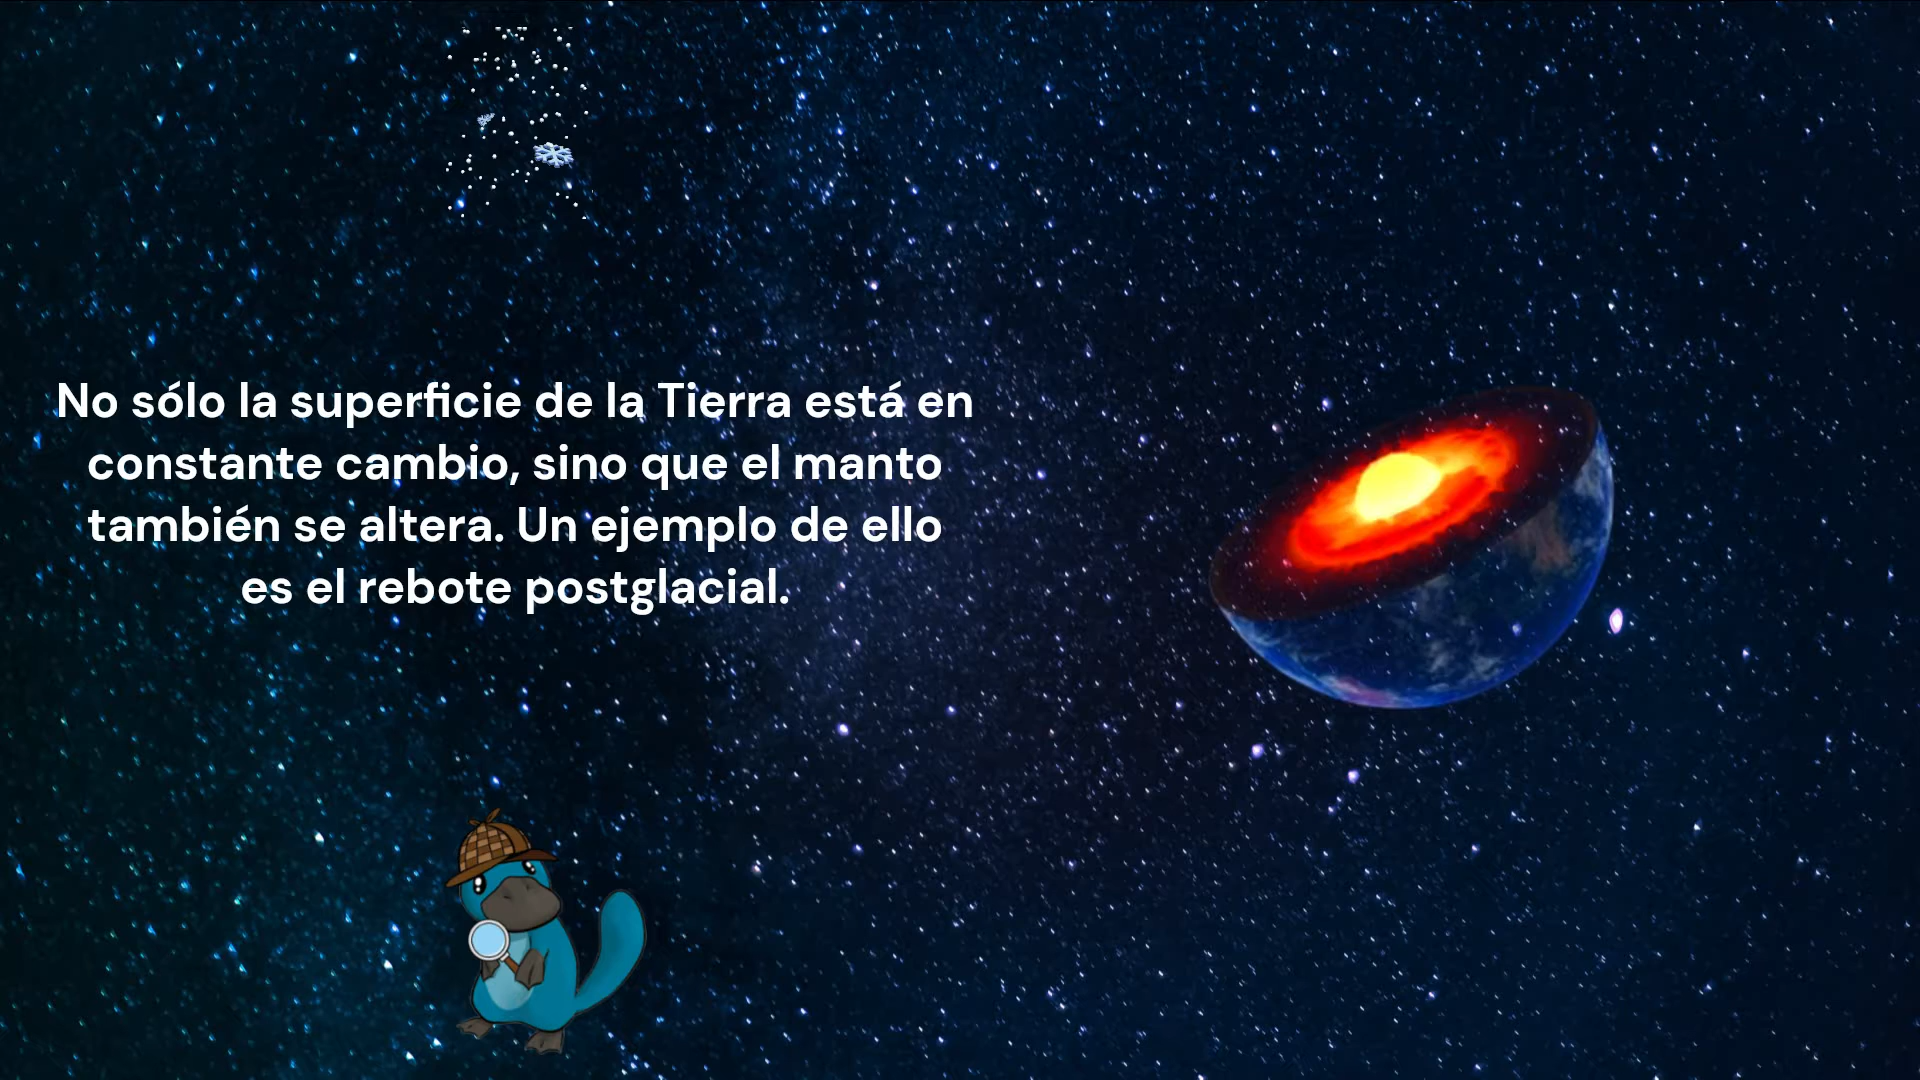 No sólo la superficie de la Tierra está en
constante cambio, sino que el manto
también se altera. Un ejemplo de ello
es el rebote postglacial.